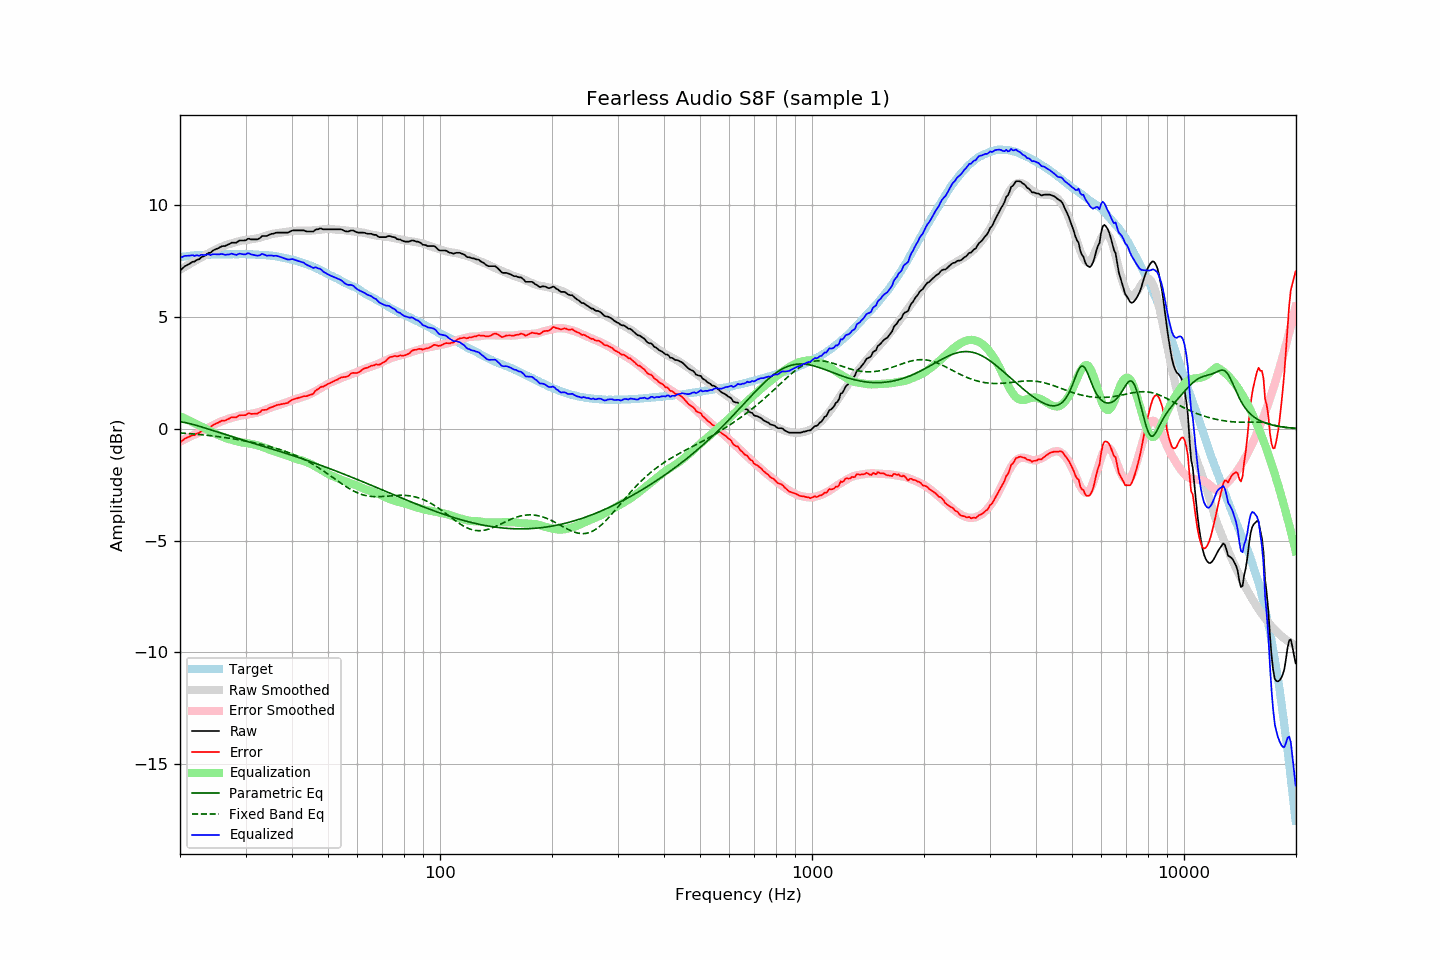 Fearless Audio S8F (sample 1)
Amplitude (dBr)
10
5
0
−5
−10
−15
Target
Raw Smoothed
Error Smoothed
Raw
Error
Equalization
Parametric Eq
Fixed Band Eq
Equalized
100
1000
10000
Frequency (Hz)